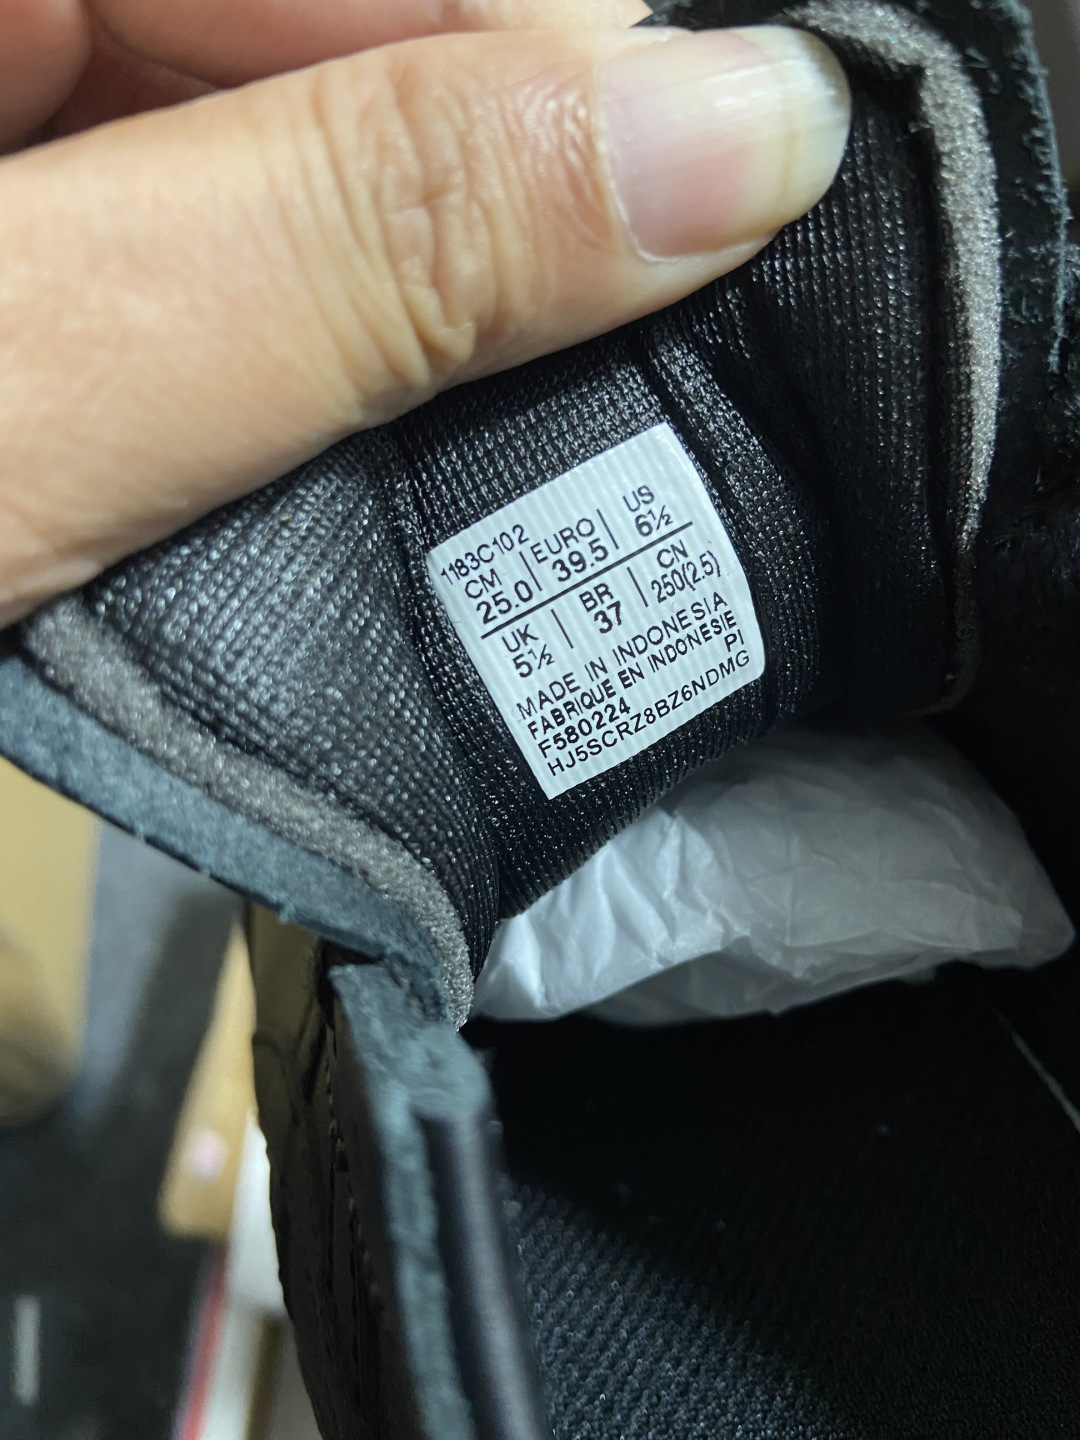 1183C102
CM | EURO | US
25.0 | 39.5 | 6½
UK | BR | CN
5½ | 37 | 250(2.5)
MADE IN INDONESIA
FABRIQUE EN INDONESIE
F580224 PI
HJ5SCRZ8BZ6NDMG